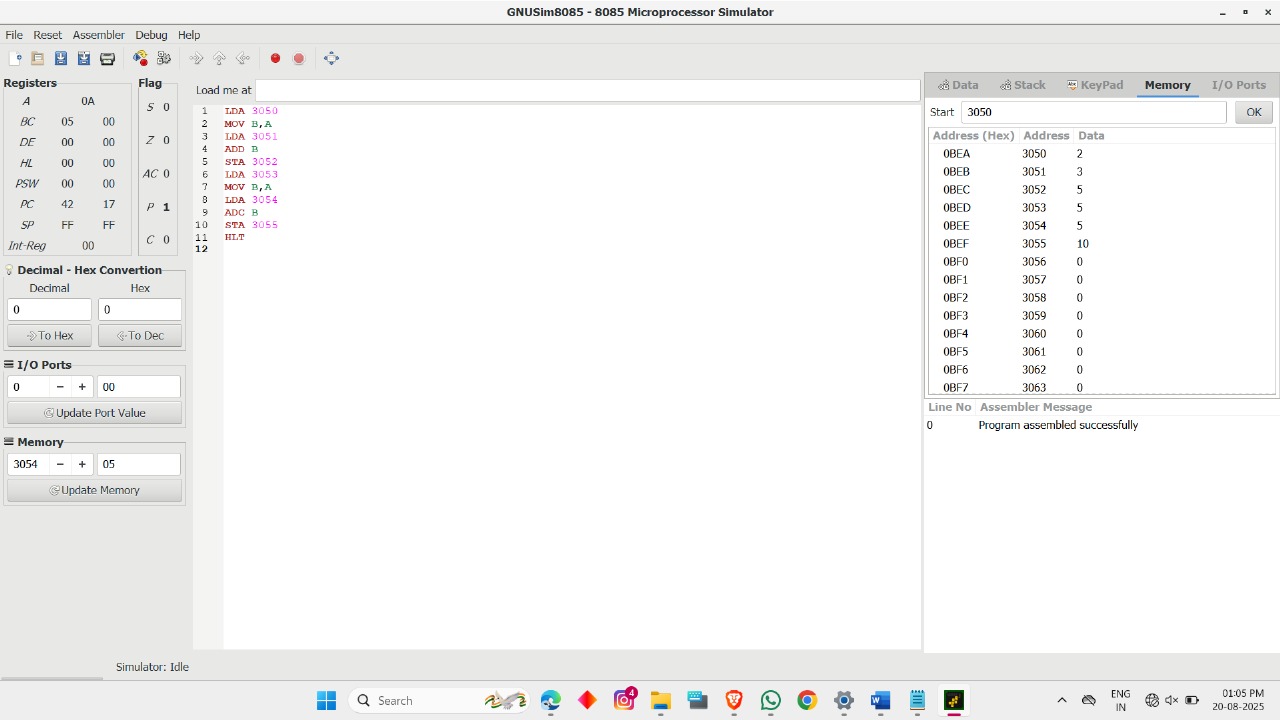 GNUSim8085 - 8085 Microprocessor Simulator
File Reset Assembler Debug Help
Registers
A 0A
BC 05 00
DE 00 00
HL 00 00
PSW 00 00
PC 42 17
SP FF FF
Int-Reg 00
Flag
S 0
Z 0
AC 0
P 1
C 0
Decimal - Hex Convertion
Decimal Hex
0 0
To Hex To Dec
I/O Ports
0 − + 00
Update Port Value
Memory
3054 − + 05
Update Memory
Load me at
1 LDA 3050
2 MOV B,A
3 LDA 3051
4 ADD B
5 STA 3052
6 LDA 3053
7 MOV B,A
8 LDA 3054
9 ADC B
10 STA 3055
11 HLT
12
Data Stack KeyPad Memory I/O Ports
Start 3050 OK
Address (Hex) Address Data
0BEA 3050 2
0BEB 3051 3
0BEC 3052 5
0BED 3053 5
0BEE 3054 5
0BEF 3055 10
0BF0 3056 0
0BF1 3057 0
0BF2 3058 0
0BF3 3059 0
0BF4 3060 0
0BF5 3061 0
0BF6 3062 0
0BF7 3063 0
Line No Assembler Message
0 Program assembled successfully
Simulator: Idle
Search
4
ENG
IN
01:05 PM
20-08-2025